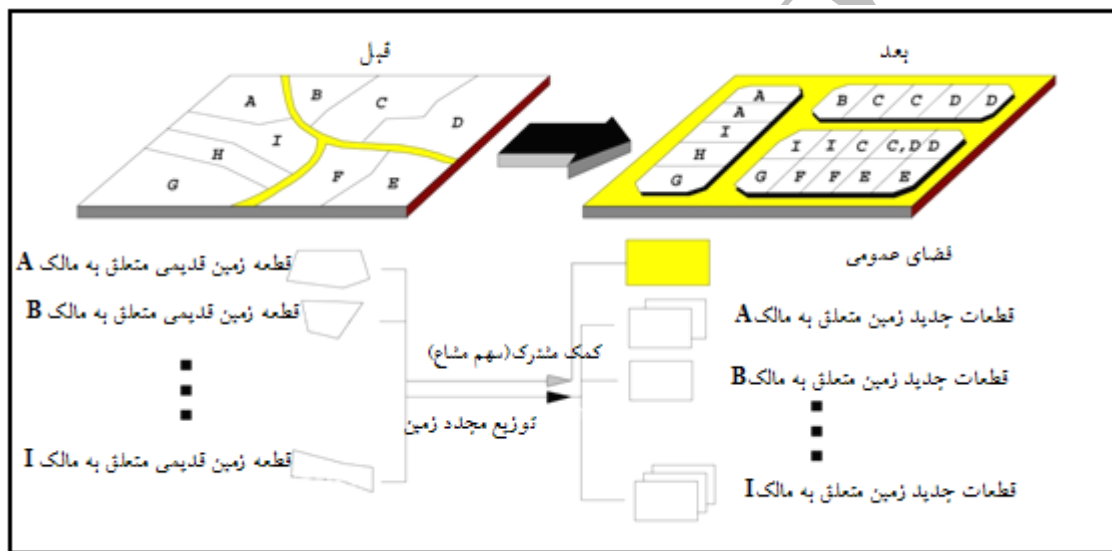 قبل
بعد
A B C D
I H G F E
A A I H G
B C C D D
I I C C,D D
G F F E E
قطعه زمین قدیمی متعلق به مالک A
قطعه زمین قدیمی متعلق به مالک B
قطعه زمین قدیمی متعلق به مالک I
کمک مشترک(سهم مشاع)
توزیع مجدد زمین
فضای عمومی
قطعات جدید زمین متعلق به مالک A
قطعات جدید زمین متعلق به مالک B
قطعات جدید زمین متعلق به مالک I